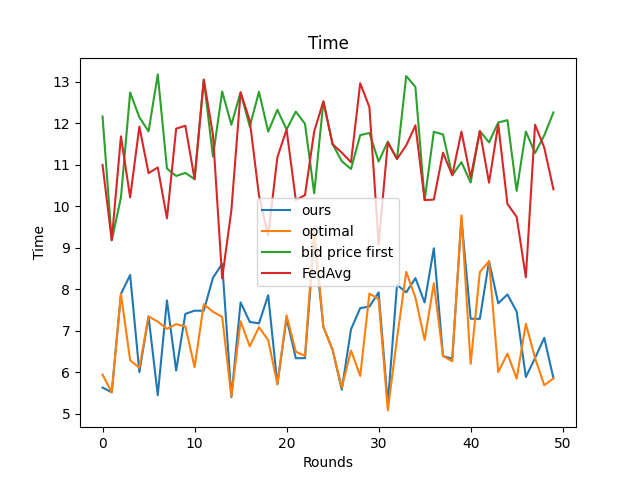 Time
13
12
11
10
9
8
7
6
5
Time
ours
optimal
bid price first
FedAvg
0 10 20 30 40 50
Rounds